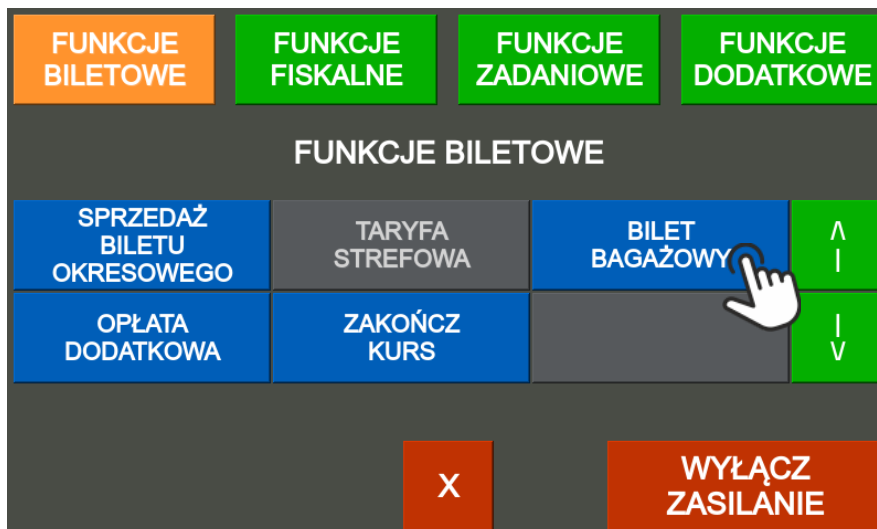 FUNKCJE
BILETOWE
FUNKCJE
FISKALNE
FUNKCJE
ZADANIOWE
FUNKCJE
DODATKOWE
FUNKCJE BILETOWE
SPRZEDAŻ
BILETU
OKRESOWEGO
TARYFA
STREFOWA
BILET
BAGAŻOWY
OPŁATA
DODATKOWA
ZAKOŃCZ
KURS
X
WYŁĄCZ
ZASILANIE